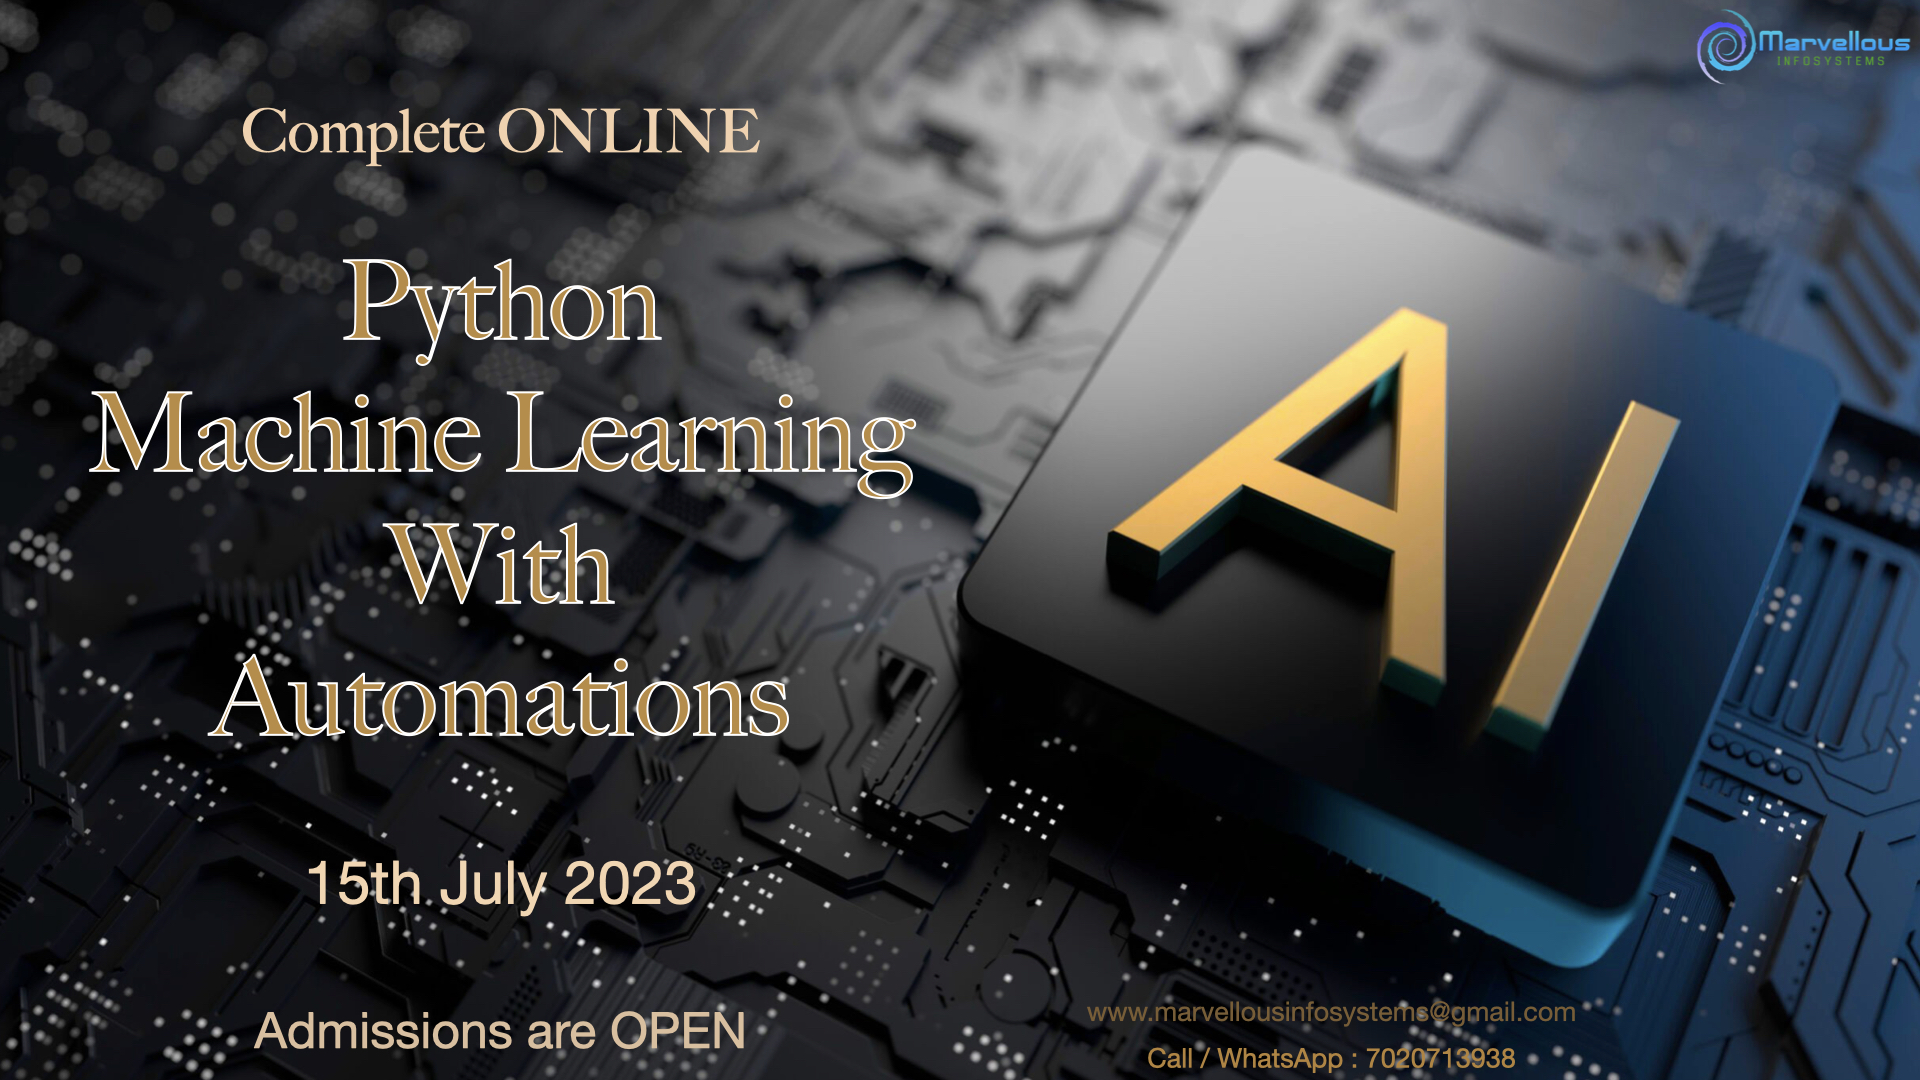 Marvellous
INFOSYSTEMS
Complete ONLINE
Python
Machine Learning
With
Automations
AI
15th July 2023
Admissions are OPEN
www.marvellousinfosystems@gmail.com
Call / WhatsApp : 7020713938